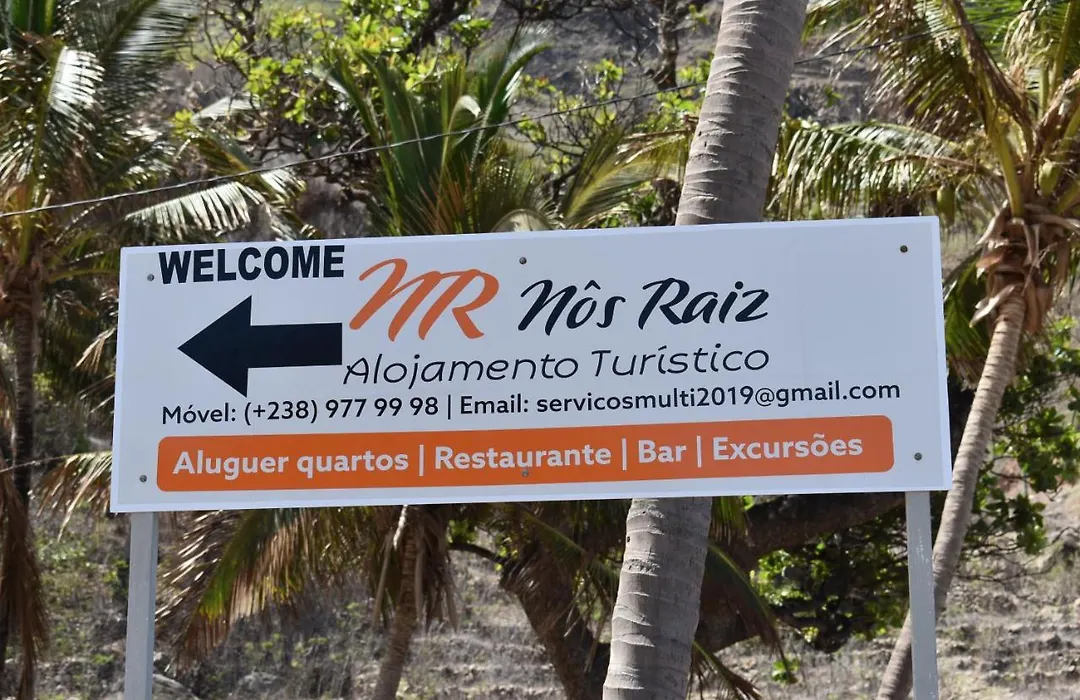 WELCOME
NR Nôs Raiz
Alojamento Turístico
Móvel: (+238) 977 99 98 | Email: servicosmulti2019@gmail.com
Aluguer quartos | Restaurante | Bar | Excursões